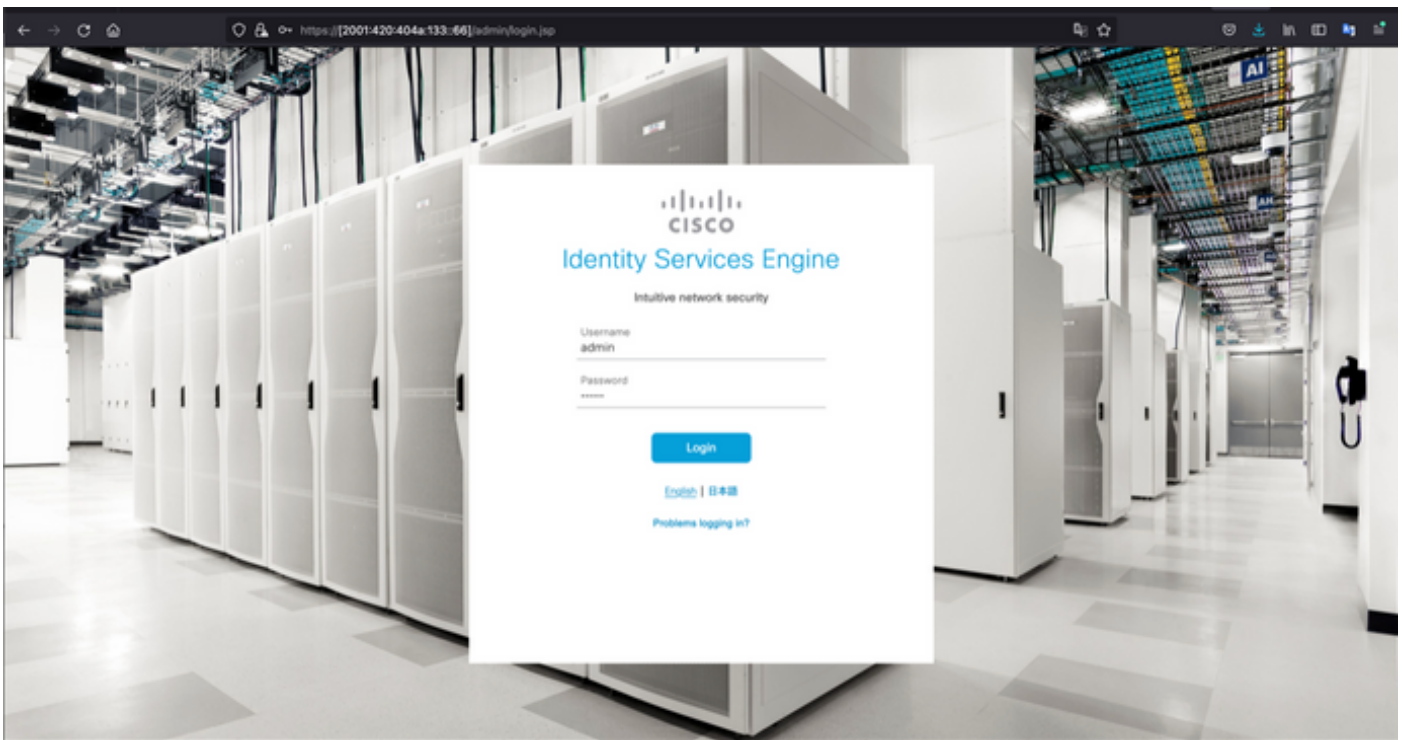 https://[2001:420:404a:133::66]/admin/login.jsp
AI
AH
CISCO
Identity Services Engine
Intuitive network security
Username
admin
Password
••••••
Login
English | 日本語
Problems logging in?